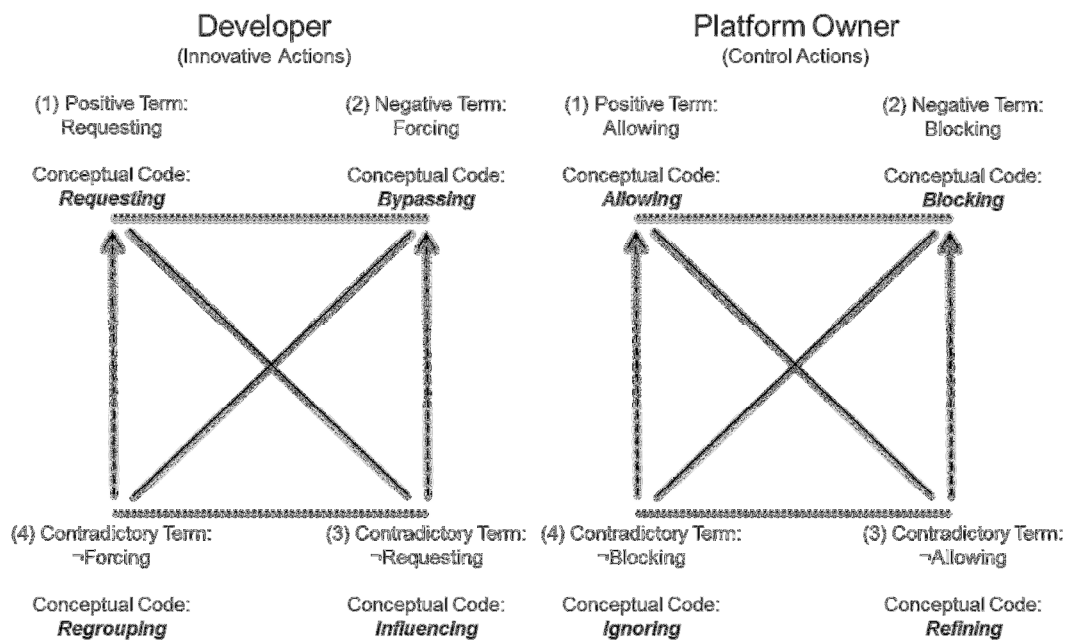 Developer
(Innovative Actions)
(1) Positive Term:
Requesting
(2) Negative Term:
Forcing
Conceptual Code:
Requesting
Conceptual Code:
Bypassing
(4) Contradictory Term:
¬Forcing
(3) Contradictory Term:
¬Requesting
Conceptual Code:
Regrouping
Conceptual Code:
Influencing
Platform Owner
(Control Actions)
(1) Positive Term:
Allowing
(2) Negative Term:
Blocking
Conceptual Code:
Allowing
Conceptual Code:
Blocking
(4) Contradictory Term:
¬Blocking
(3) Contradictory Term:
¬Allowing
Conceptual Code:
Ignoring
Conceptual Code:
Refining